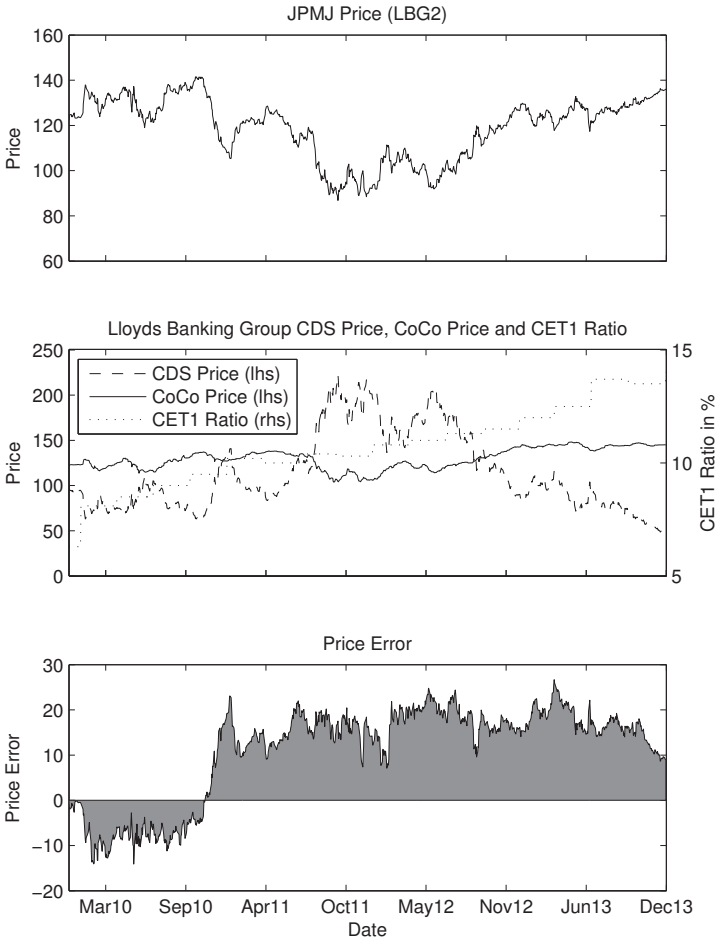 JPMJ Price (LBG2)
160
140
120
100
80
60
Price
Lloyds Banking Group CDS Price, CoCo Price and CET1 Ratio
250
200
150
100
50
0
Price
CDS Price (lhs)
CoCo Price (lhs)
CET1 Ratio (rhs)
15
10
5
CET1 Ratio in %
Price Error
30
20
10
0
−10
−20
Price Error
Mar10 Sep10 Apr11 Oct11 May12 Nov12 Jun13 Dec13
Date